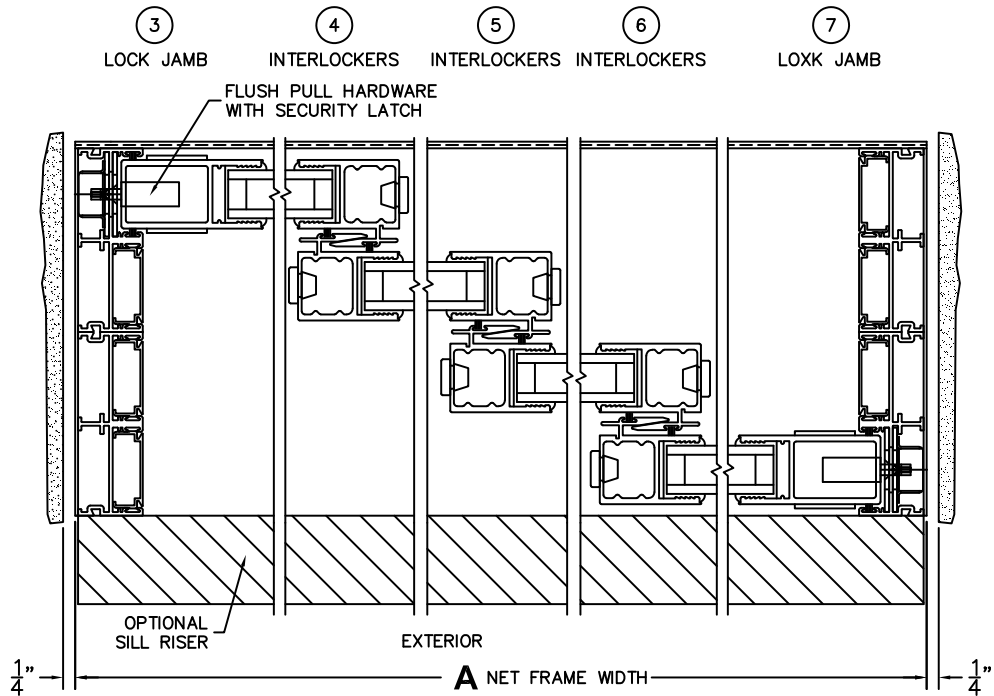 3
LOCK JAMB
4
INTERLOCKERS
5
INTERLOCKERS
6
INTERLOCKERS
7
LOXK JAMB
FLUSH PULL HARDWARE
WITH SECURITY LATCH
OPTIONAL
SILL RISER
EXTERIOR
1/4"
A NET FRAME WIDTH
1/4"